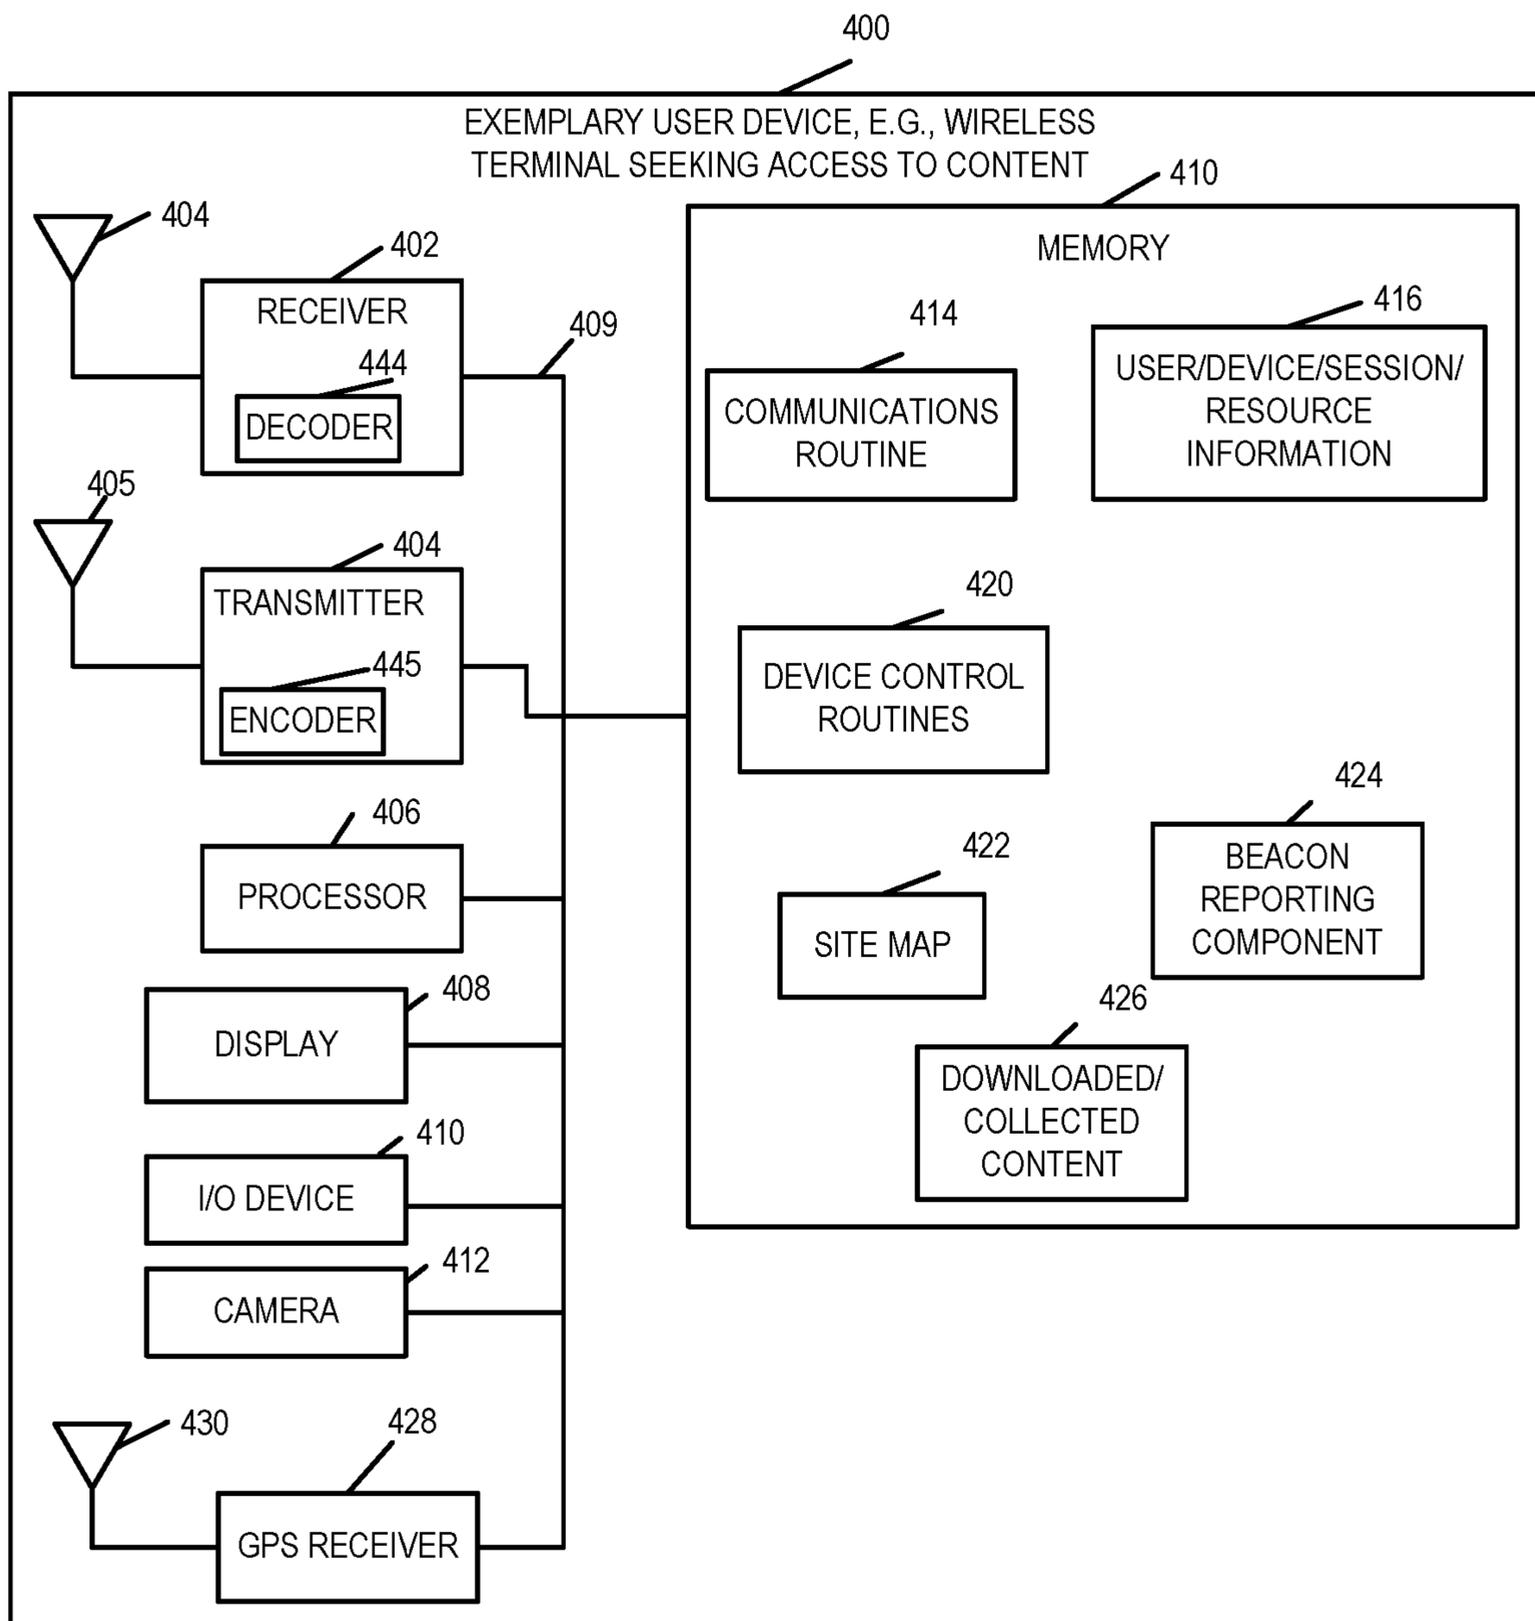 400
EXEMPLARY USER DEVICE, E.G., WIRELESS
TERMINAL SEEKING ACCESS TO CONTENT
404
402
RECEIVER
444
DECODER
409
405
404
TRANSMITTER
445
ENCODER
406
PROCESSOR
408
DISPLAY
410
I/O DEVICE
412
CAMERA
430
428
GPS RECEIVER
410
MEMORY
414
COMMUNICATIONS
ROUTINE
416
USER/DEVICE/SESSION/
RESOURCE
INFORMATION
420
DEVICE CONTROL
ROUTINES
422
SITE MAP
424
BEACON
REPORTING
COMPONENT
426
DOWNLOADED/
COLLECTED
CONTENT